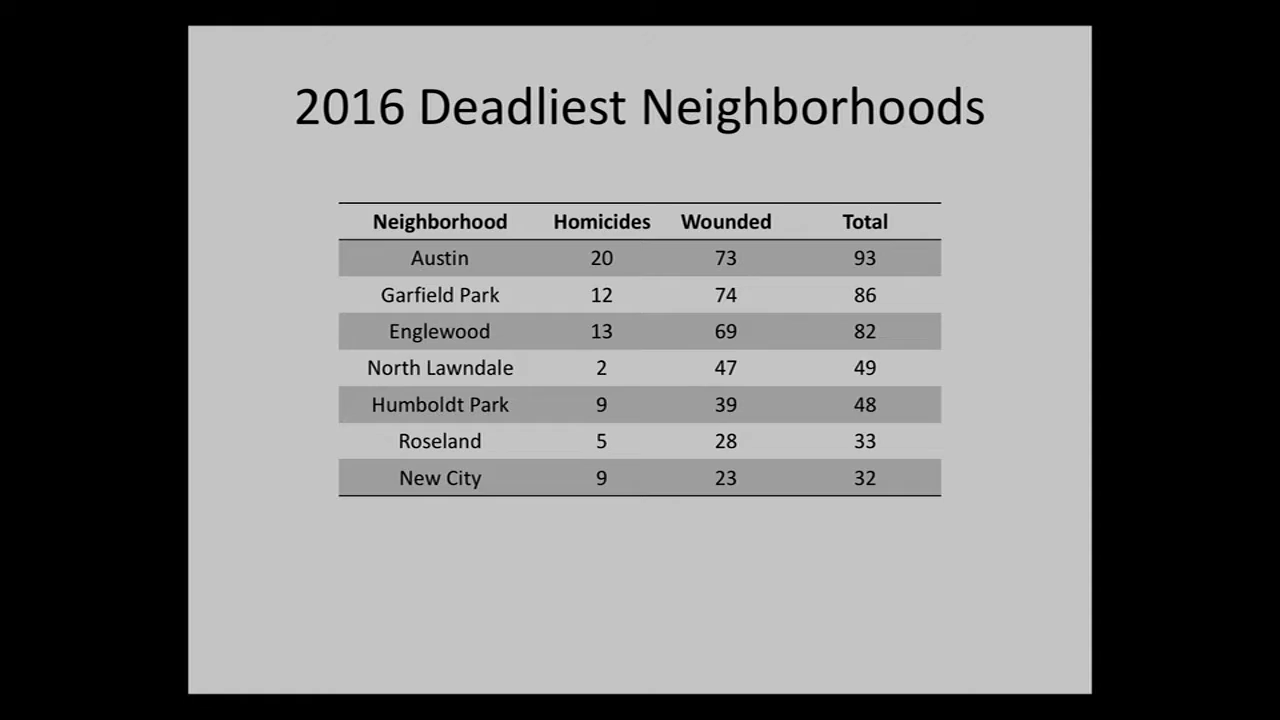 2016 Deadliest Neighborhoods
Neighborhood Homicides Wounded Total
Austin 20 73 93
Garfield Park 12 74 86
Englewood 13 69 82
North Lawndale 2 47 49
Humboldt Park 9 39 48
Roseland 5 28 33
New City 9 23 32